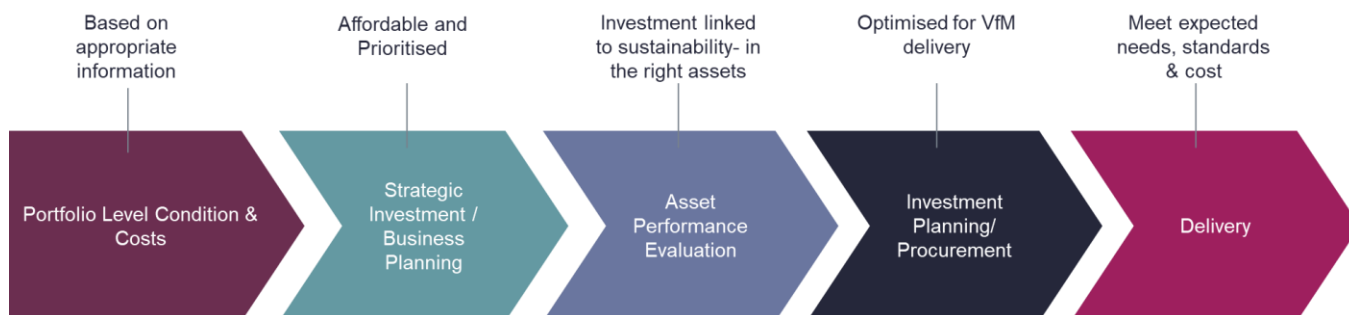 Based on
appropriate
information
Affordable and
Prioritised
Investment linked
to sustainability- in
the right assets
Optimised for VfM
delivery
Meet expected
needs, standards
& cost
Portfolio Level Condition &
Costs
Strategic
Investment /
Business
Planning
Asset
Performance
Evaluation
Investment
Planning/
Procurement
Delivery